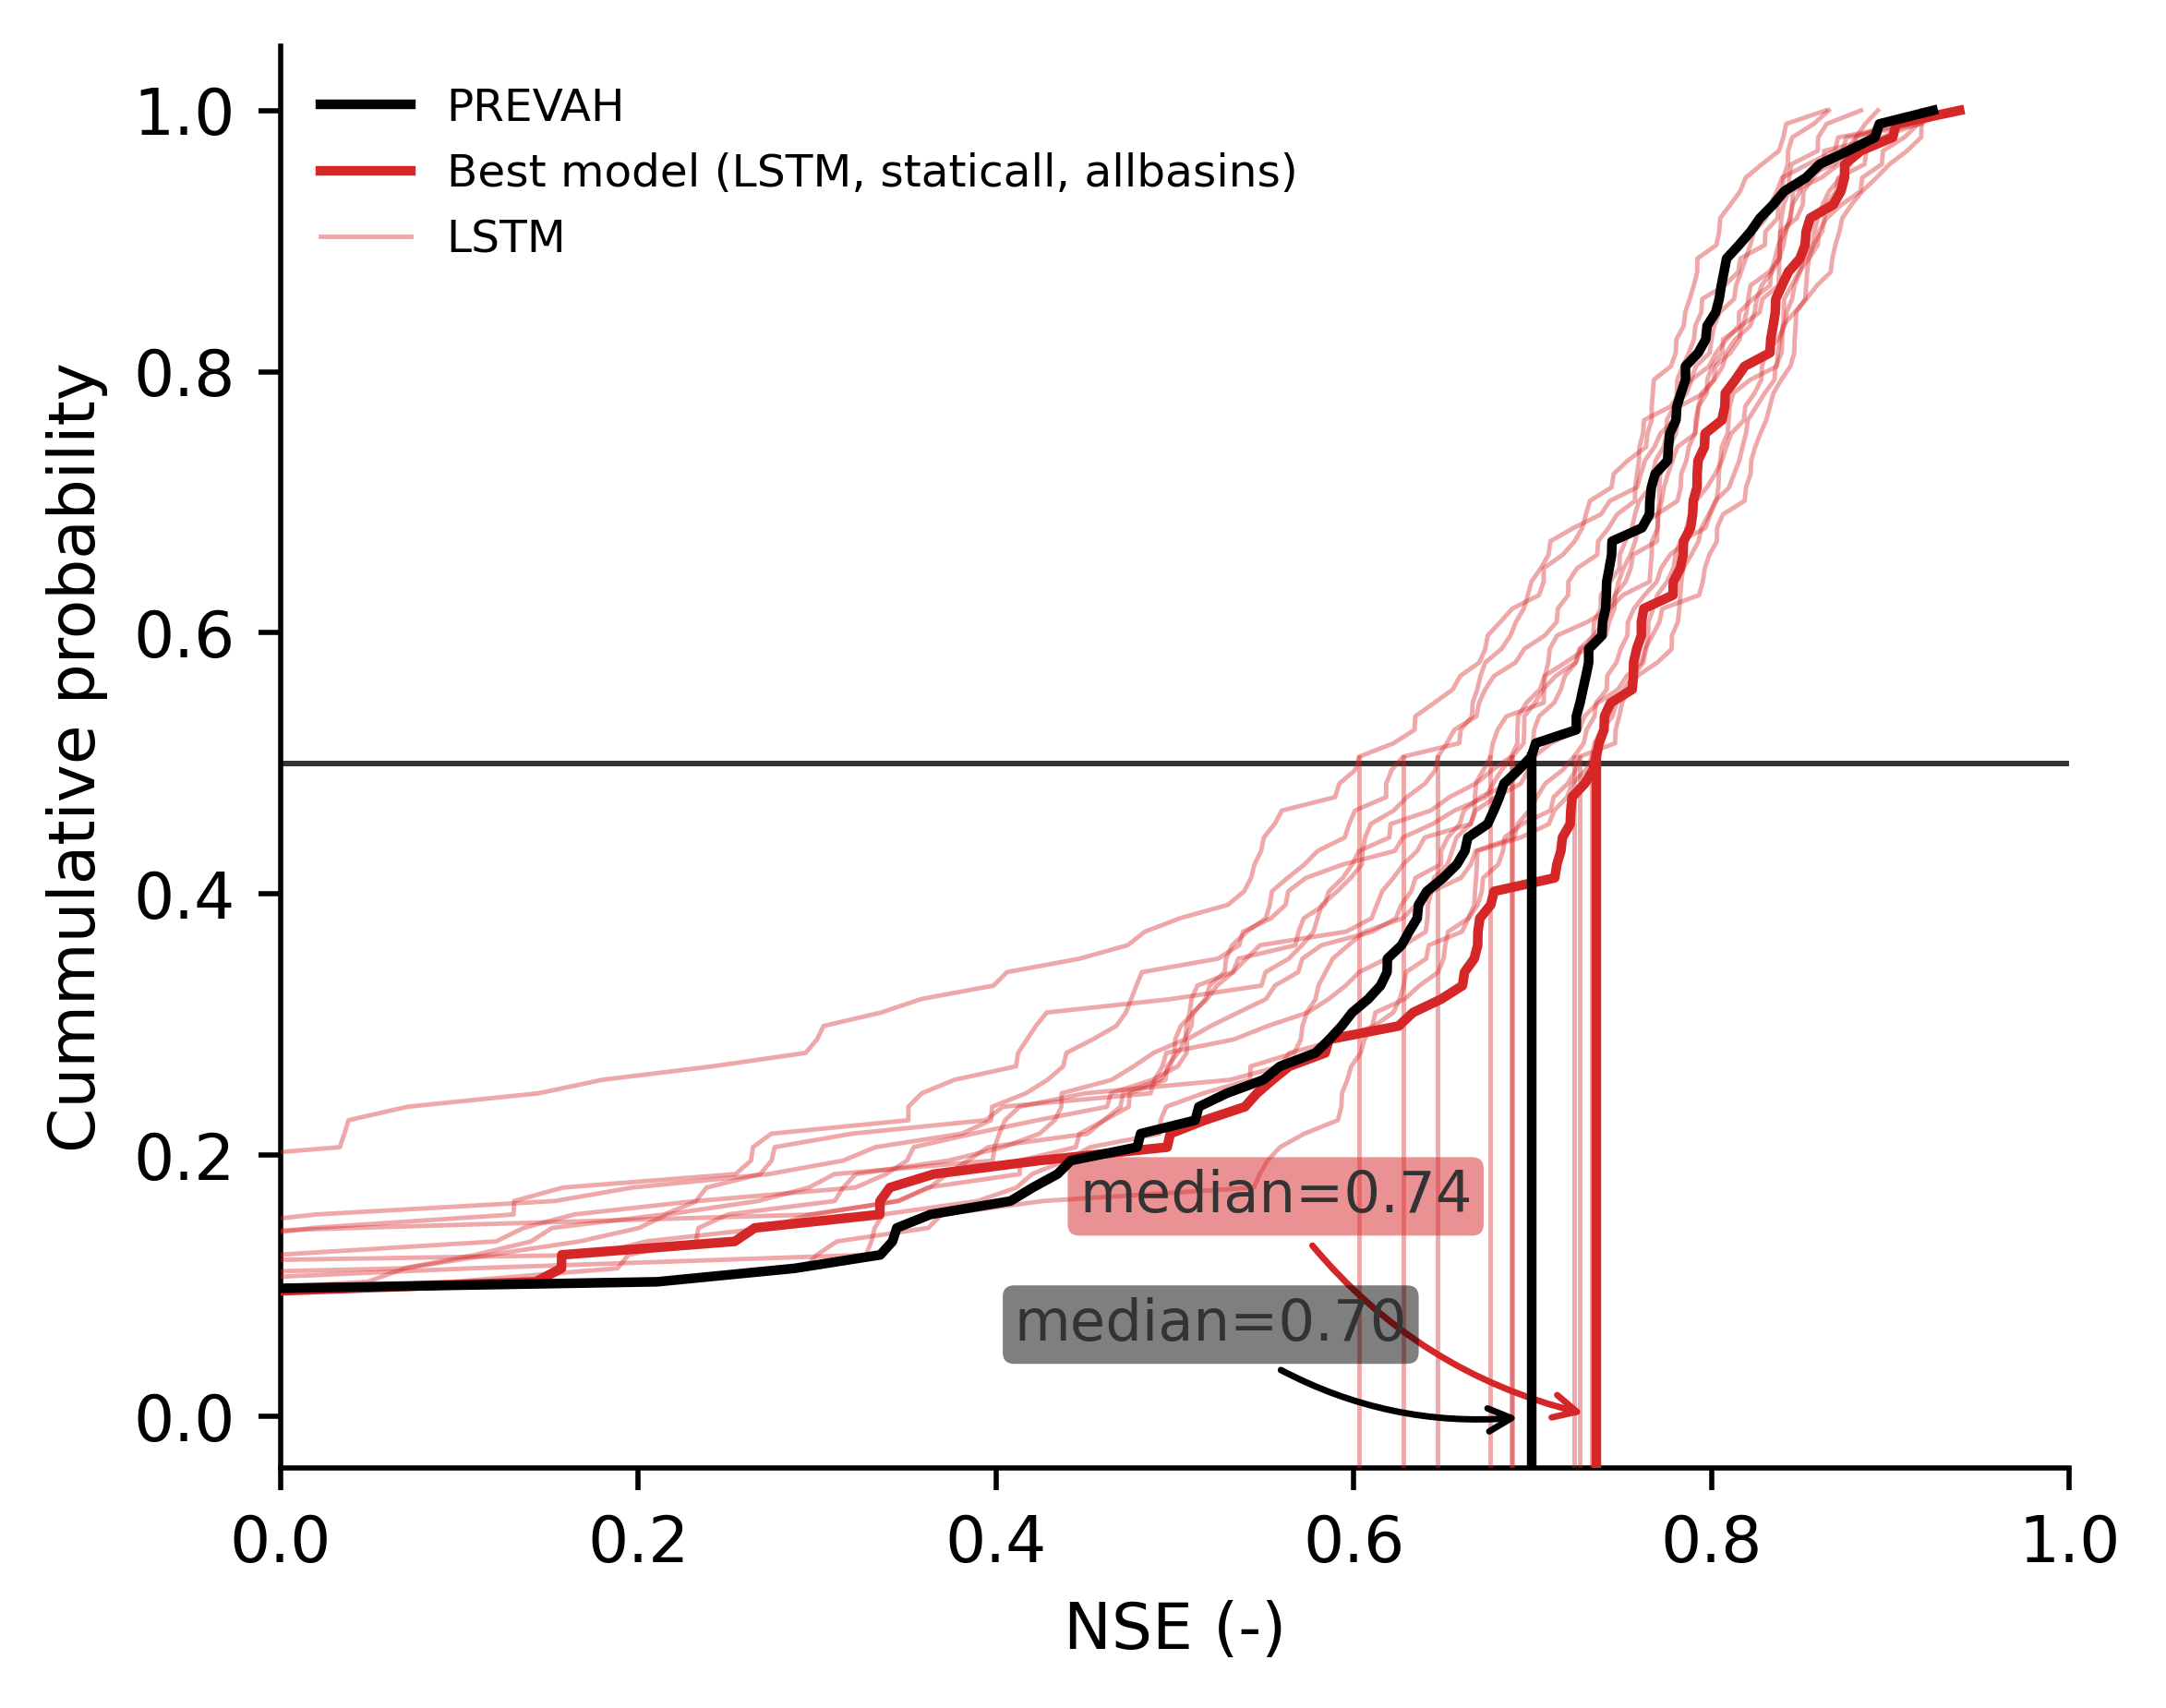 PREVAH
Best model (LSTM, staticall, allbasins)
LSTM
Cummulative probability
1.0
0.8
0.6
0.4
0.2
0.0
median=0.74
median=0.70
0.0 0.2 0.4 0.6 0.8 1.0
NSE (-)